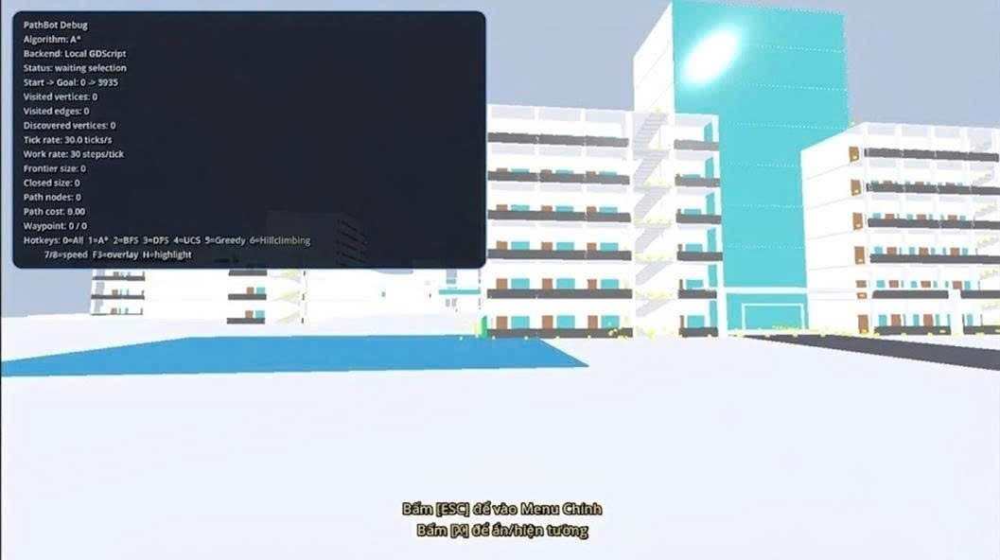 PathBot Debug
Algorithm: A*
Backend: Local GDScript
Status: waiting selection
Start -> Goal: 0 -> 3935
Visited vertices: 0
Visited edges: 0
Discovered vertices: 0
Tick rate: 30.0 ticks/s
Work rate: 30 steps/tick
Frontier size: 0
Closed size: 0
Path nodes: 0
Path cost: 0.00
Waypoint: 0 / 0
Hotkeys: 0=All 1=A* 2=BFS 3=DFS 4=UCS 5=Greedy 6=Hillclimbing
7/8=speed F3=overlay H=highlight
Bấm [ESC] để vào Menu Chính
Bấm [X] để ẩn/hiện tường